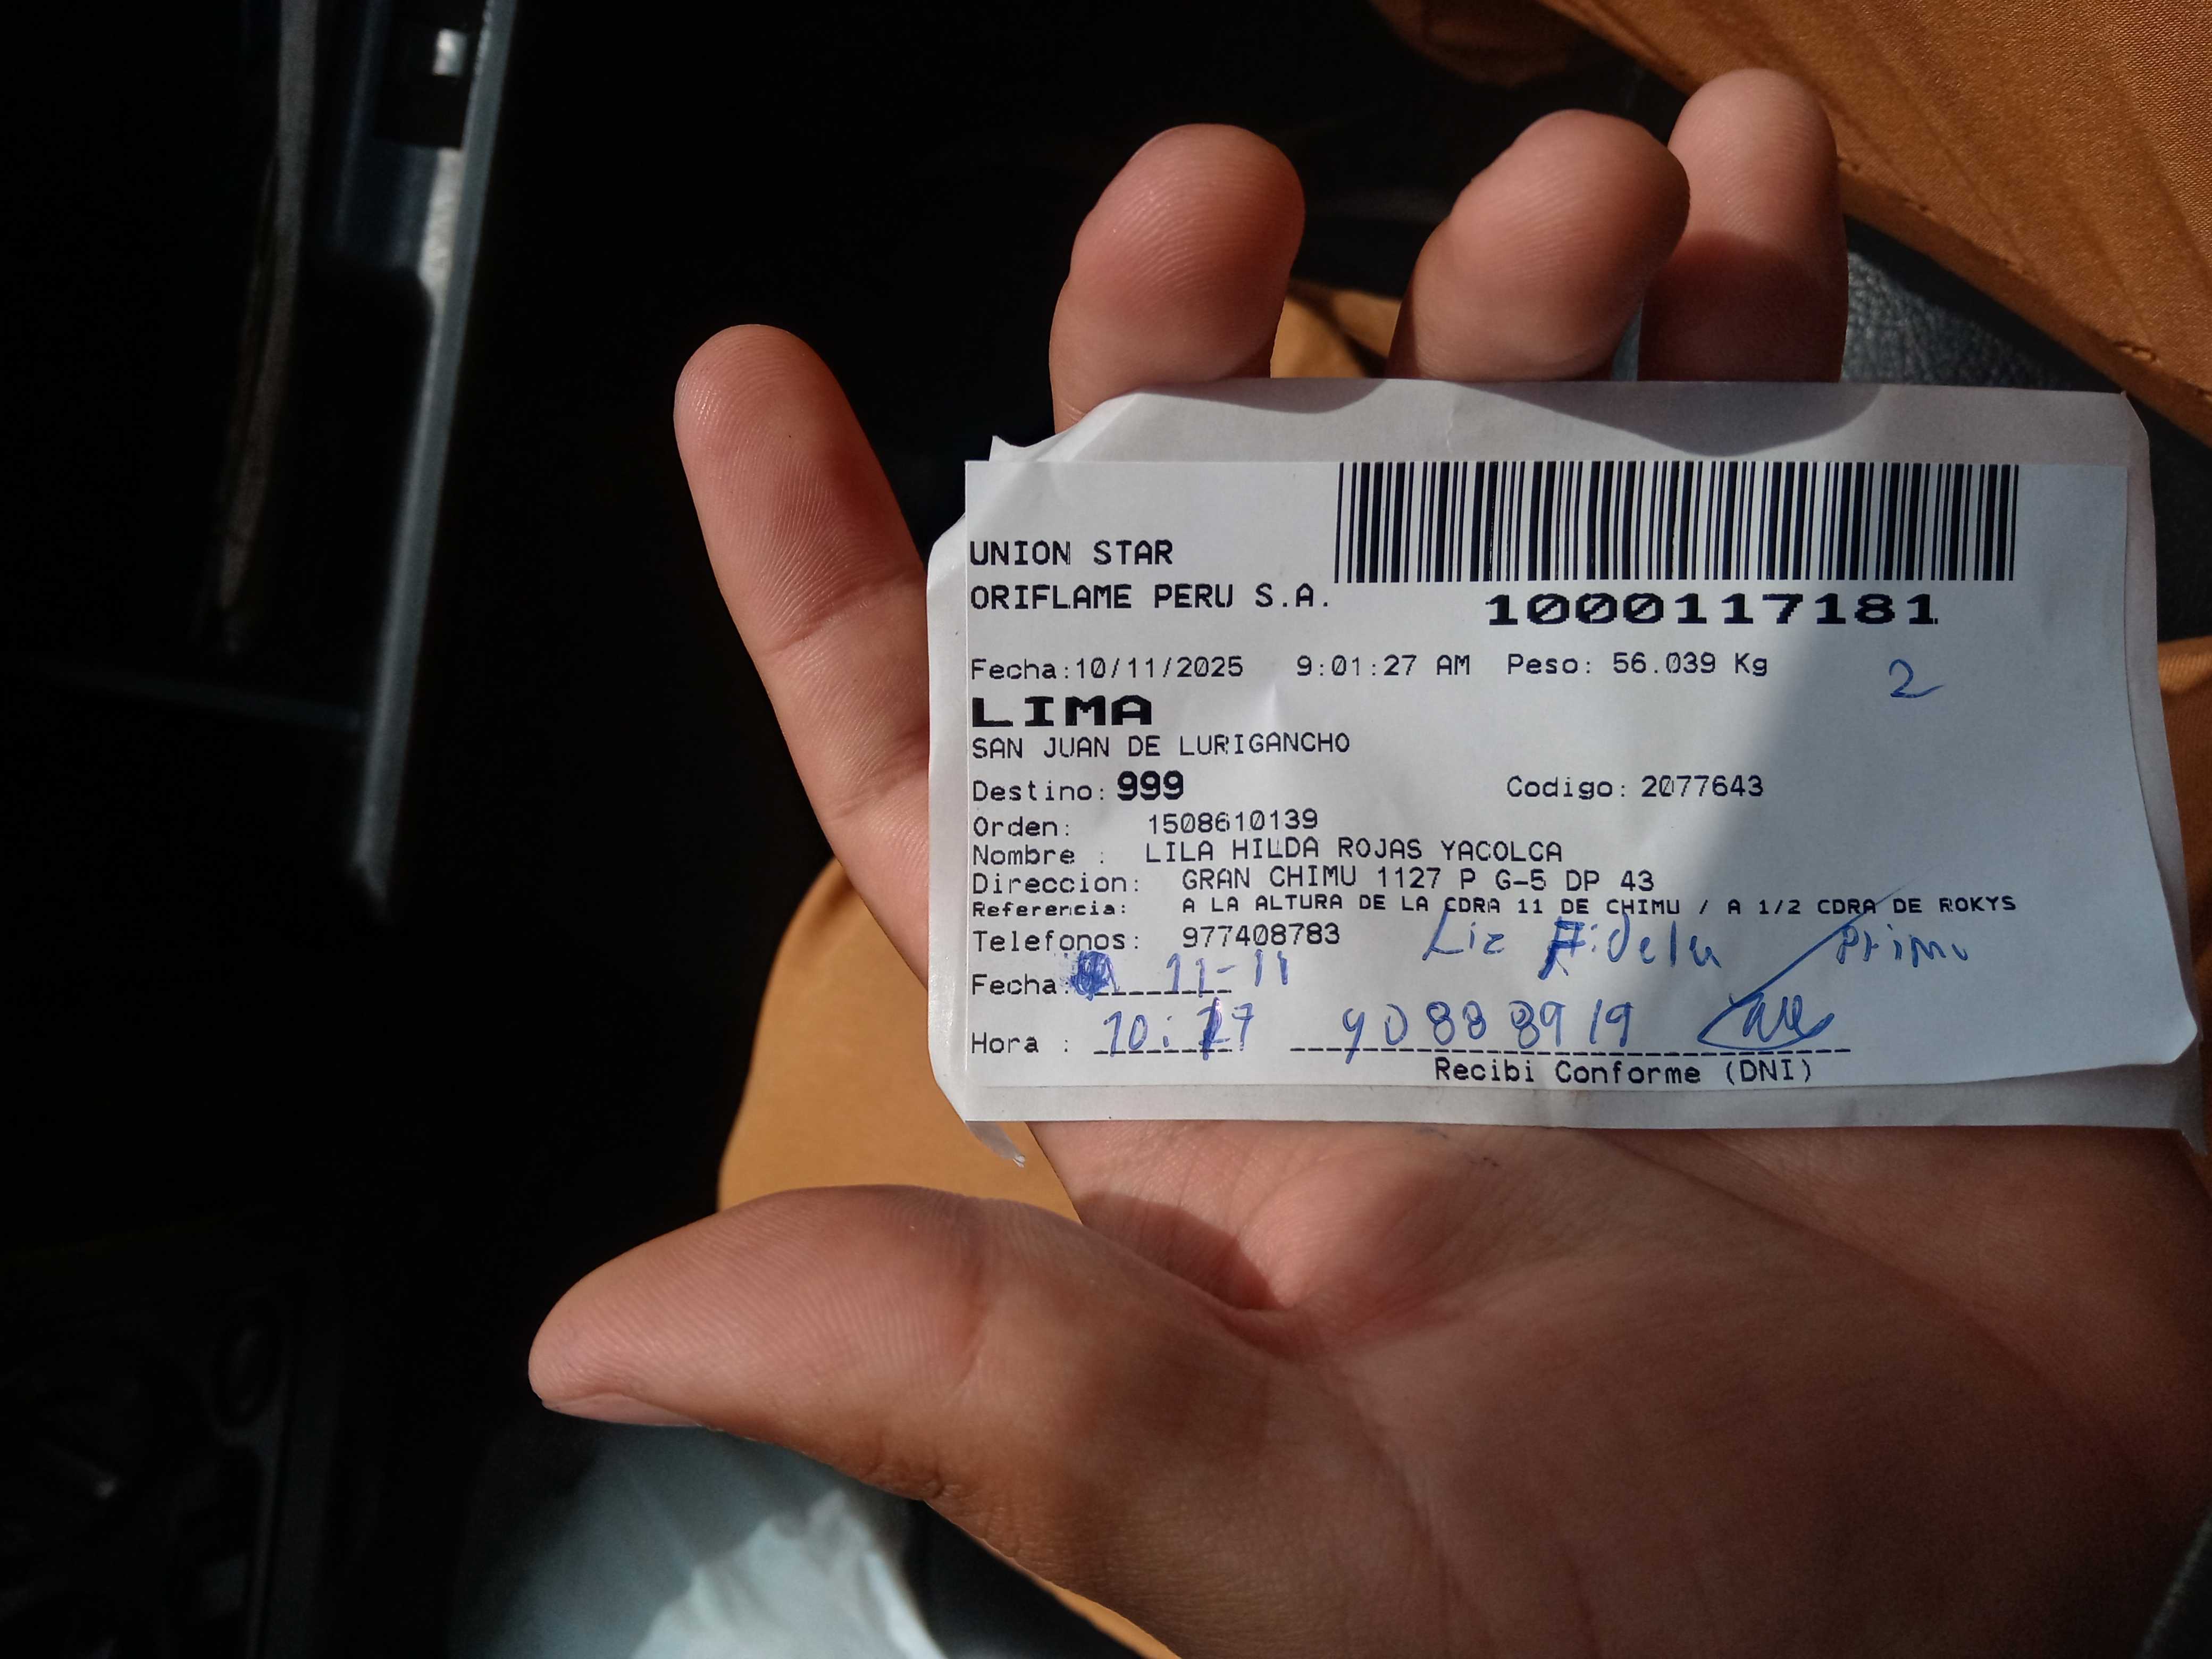 UNION STAR
ORIFLAME PERU S.A.
1000117181
Fecha:10/11/2025 9:01:27 AM Peso: 56.039 Kg
2
LIMA
SAN JUAN DE LURIGANCHO
Destino: 999 Codigo: 2077643
Orden: 1508610139
Nombre : LILA HILDA ROJAS YACOLCA
Direccion: GRAN CHIMU 1127 P G-5 DP 43
Referencia: A LA ALTURA DE LA CDRA 11 DE CHIMU / A 1/2 CDRA DE ROKYS
Telefonos: 977408783 Liz Fidela
Fecha: 11-11
Hora : 10:
Recibi Conforme (DNI)